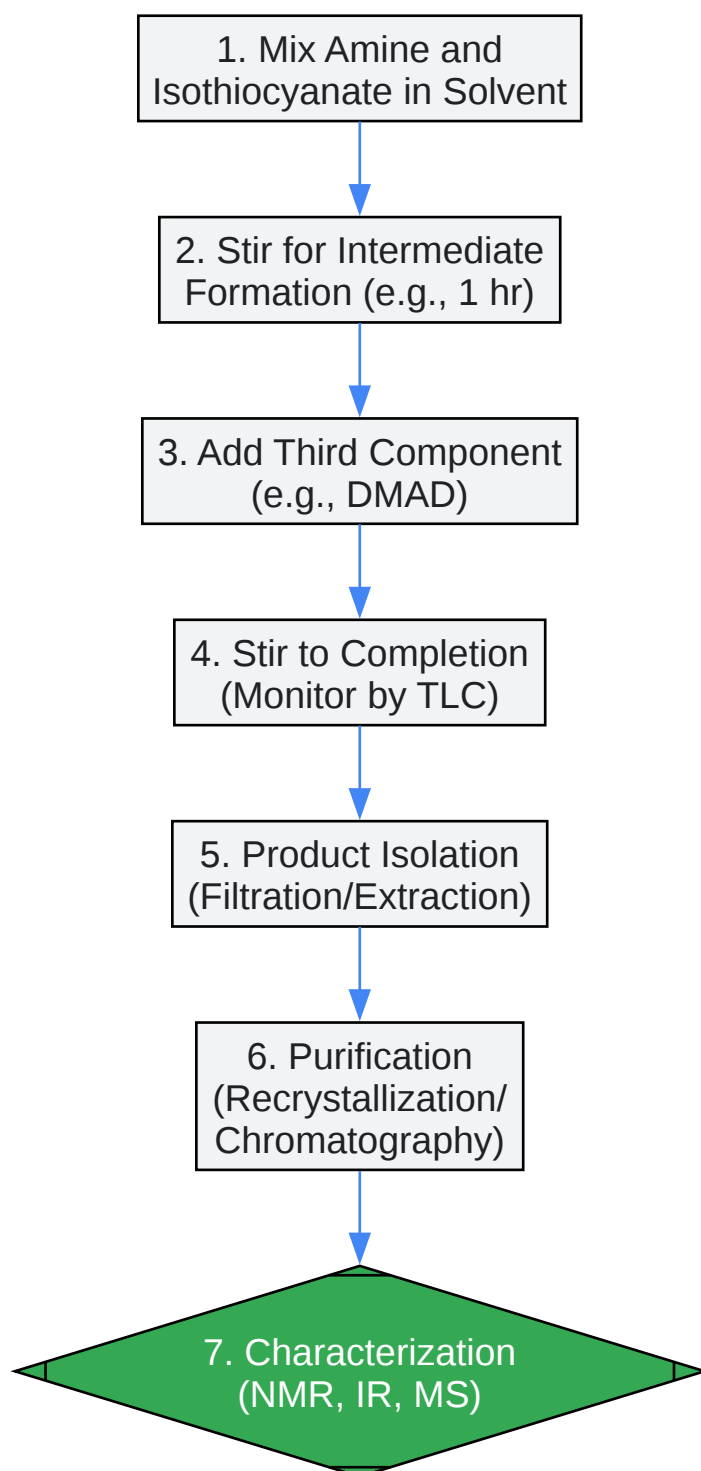 1. Mix Amine and
Isothiocyanate in Solvent
2. Stir for Intermediate
Formation (e.g., 1 hr)
3. Add Third Component
(e.g., DMAD)
4. Stir to Completion
(Monitor by TLC)
5. Product Isolation
(Filtration/Extraction)
6. Purification
(Recrystallization/
Chromatography)
7. Characterization
(NMR, IR, MS)